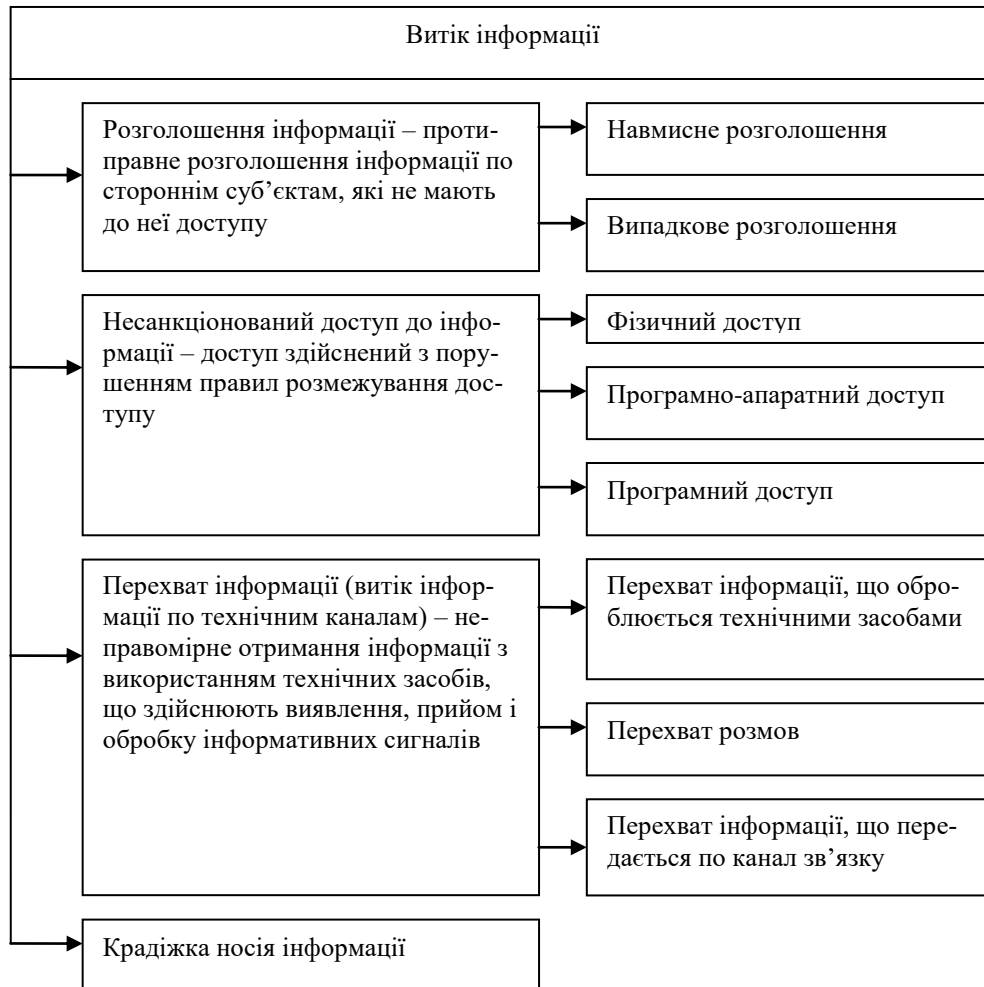 Витік інформації
Розголошення інформації – проти-
правне розголошення інформації по
стороннім суб’єктам, які не мають
до неї доступу
Навмисне розголошення
Випадкове розголошення
Несанкціонований доступ до інфо-
рмації – доступ здійснений з пору-
шенням правил розмежування дос-
тупу
Фізичний доступ
Програмно-апаратний доступ
Програмний доступ
Перехват інформації (витік інфор-
мації по технічним каналам) – не-
правомірне отримання інформації з
використанням технічних засобів,
що здійснюють виявлення, прийом і
обробку інформативних сигналів
Перехват інформації, що обро-
блюється технічними засобами
Перехват розмов
Перехват інформації, що пере-
дається по канал зв’язку
Крадіжка носія інформації